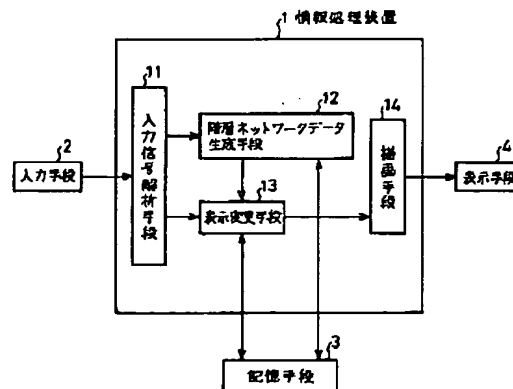 1 情報処理装置
11
入力信号解析手段
12
階層ネットワークデータ
生成手段
14
描画手段
2
入力手段
13
表示変更手段
4
表示手段
3
記憶手段